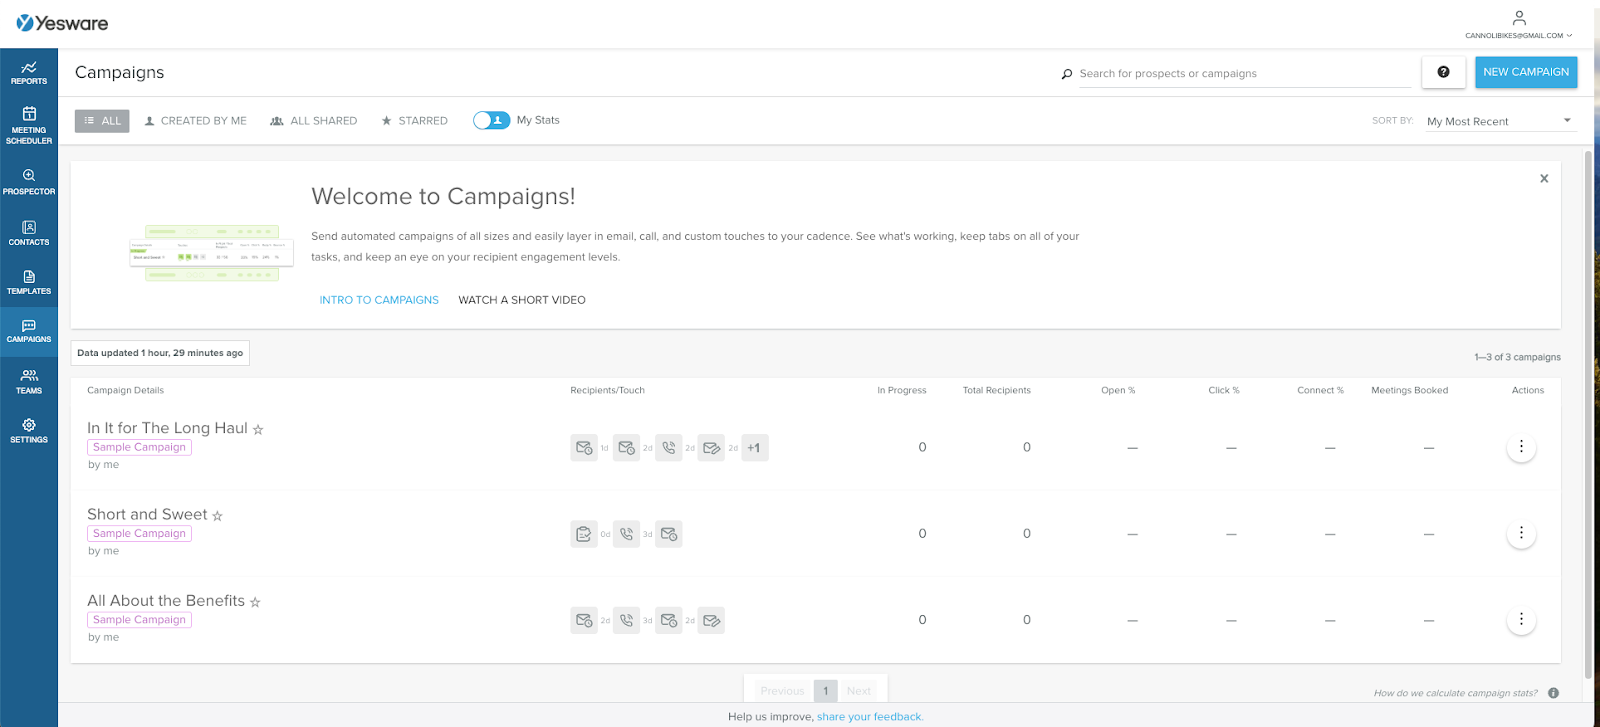 Yesware
CANNOLIBIKES@GMAIL.COM
REPORTS
MEETING
SCHEDULER
PROSPECTOR
CONTACTS
TEMPLATES
CAMPAIGNS
TEAMS
SETTINGS
Campaigns
Search for prospects or campaigns
?
NEW CAMPAIGN
ALL CREATED BY ME ALL SHARED STARRED My Stats
SORT BY: My Most Recent
Welcome to Campaigns!
Send automated campaigns of all sizes and easily layer in email, call, and custom touches to your cadence. See what's working, keep tabs on all of your
tasks, and keep an eye on your recipient engagement levels.
INTRO TO CAMPAIGNS WATCH A SHORT VIDEO
Data updated 1 hour, 29 minutes ago
1—3 of 3 campaigns
Campaign Details Recipients/Touch In Progress Total Recipients Open % Click % Connect % Meetings Booked Actions
In It for The Long Haul
Sample Campaign
by me
1d 2d 2d 2d +1 0 0 — — — —
Short and Sweet
Sample Campaign
by me
0d 3d 0 0 — — — —
All About the Benefits
Sample Campaign
by me
2d 3d 2d 0 0 — — — —
Previous 1 Next
How do we calculate campaign stats?
Help us improve, share your feedback.